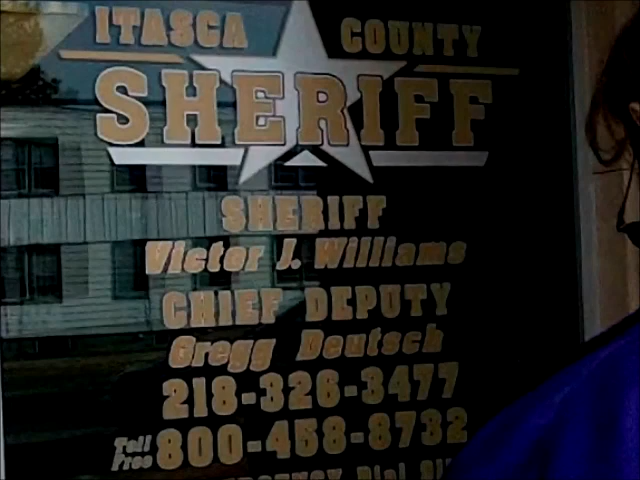 ITASCA COUNTY
SHERIFF
SHERIFF
Victor J. Williams
CHIEF DEPUTY
Gregg Deutsch
218-326-3477
Toll Free 800-458-8732